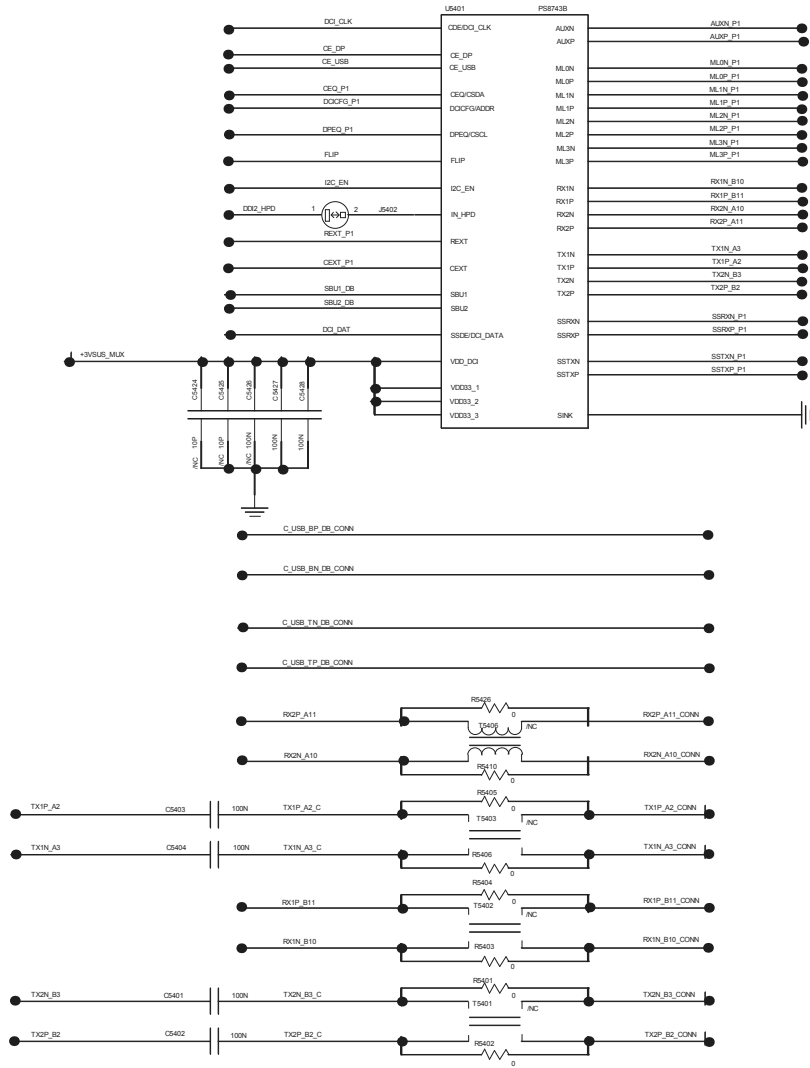 U5401 PS8743B
DCI_CLK CDE/DCI_CLK AUXN AUXN_P1
AUXP AUXP_P1
CE_DP CE_DP
CE_USB CE_USB ML0N ML0N_P1
ML0P ML0P_P1
CEQ_P1 CEQ/CSDA ML1N ML1N_P1
DCICFG_P1 DCICFG/ADDR ML1P ML1P_P1
ML2N ML2N_P1
DPEQ_P1 DPEQ/CSCL ML2P ML2P_P1
ML3N ML3N_P1
FLIP FLIP ML3P ML3P_P1
I2C_EN I2C_EN RX1N RX1N_B10
RX1P RX1P_B11
DDI2_HPD 1 2 J5402 IN_HPD RX2N RX2N_A10
RX2P RX2P_A11
REXT_P1 REXT
TX1N TX1N_A3
CEXT_P1 CEXT TX1P TX1P_A2
TX2N TX2N_B3
SBU1_DB SBU1 TX2P TX2P_B2
SBU2_DB SBU2
SSRXN SSRXN_P1
DCI_DAT SSDE/DCI_DATA SSRXP SSRXP_P1
+3VSUS_MUX VDD_DCI SSTXN SSTXN_P1
SSTXP SSTXP_P1
VDD33_1
VDD33_2
VDD33_3 SINK
C5424 C5425 C5426 C5427 C5428
/NC 10P /NC 10P /NC 100N 100N 100N
C_USB_BP_DB_CONN
C_USB_BN_DB_CONN
C_USB_TN_DB_CONN
C_USB_TP_DB_CONN
R5426
0
RX2P_A11 T5406 /NC RX2P_A11_CONN
RX2N_A10 RX2N_A10_CONN
R5410
0
R5405
0
TX1P_A2 C5403 100N TX1P_A2_C T5403 /NC TX1P_A2_CONN
TX1N_A3 C5404 100N TX1N_A3_C TX1N_A3_CONN
R5406
0
R5404
0
RX1P_B11 T5402 /NC RX1P_B11_CONN
RX1N_B10 R5403 RX1N_B10_CONN
0
R5401
0
TX2N_B3 C5401 100N TX2N_B3_C T5401 /NC TX2N_B3_CONN
TX2P_B2 C5402 100N TX2P_B2_C TX2P_B2_CONN
R5402
0